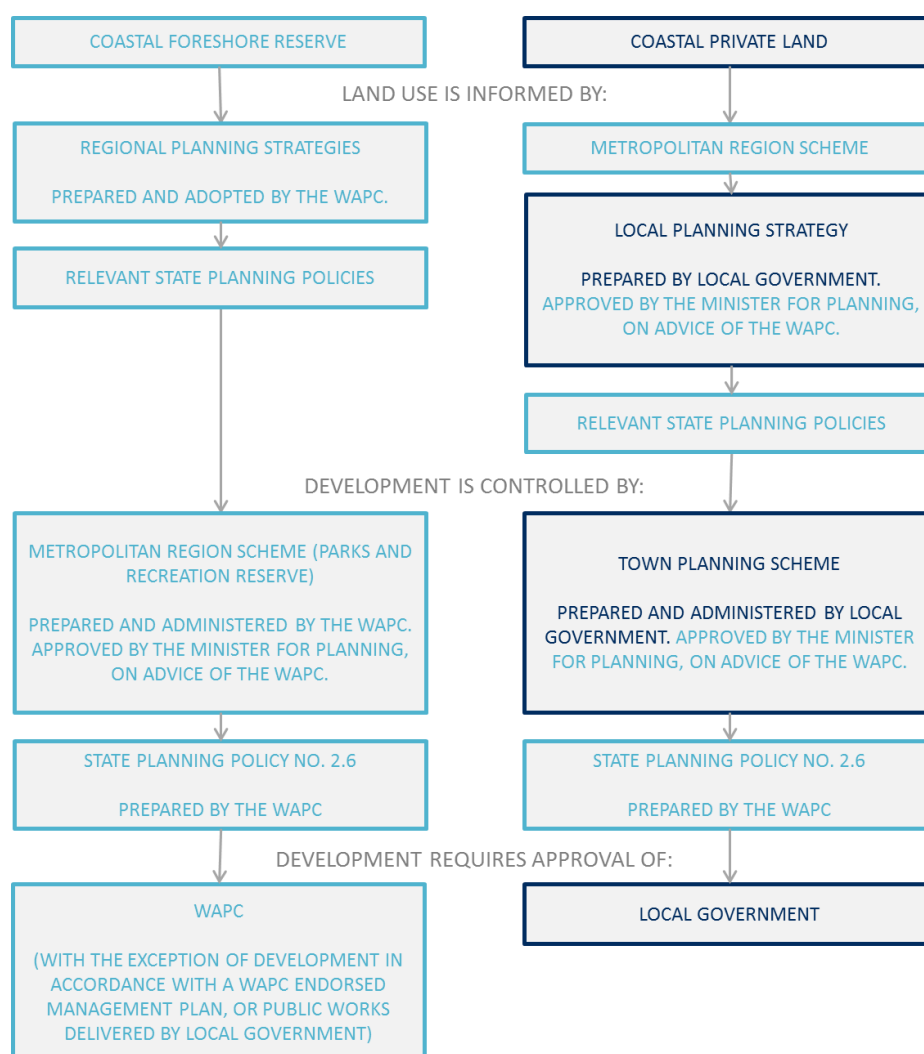 COASTAL FORESHORE RESERVE
COASTAL PRIVATE LAND
LAND USE IS INFORMED BY:
REGIONAL PLANNING STRATEGIES
PREPARED AND ADOPTED BY THE WAPC.
RELEVANT STATE PLANNING POLICIES
METROPOLITAN REGION SCHEME
LOCAL PLANNING STRATEGY
PREPARED BY LOCAL GOVERNMENT.
APPROVED BY THE MINISTER FOR PLANNING,
ON ADVICE OF THE WAPC.
RELEVANT STATE PLANNING POLICIES
DEVELOPMENT IS CONTROLLED BY:
METROPOLITAN REGION SCHEME (PARKS AND
RECREATION RESERVE)
PREPARED AND ADMINISTERED BY THE WAPC.
APPROVED BY THE MINISTER FOR PLANNING,
ON ADVICE OF THE WAPC.
TOWN PLANNING SCHEME
PREPARED AND ADMINISTERED BY LOCAL
GOVERNMENT. APPROVED BY THE MINISTER
FOR PLANNING, ON ADVICE OF THE WAPC.
STATE PLANNING POLICY NO. 2.6
PREPARED BY THE WAPC
STATE PLANNING POLICY NO. 2.6
PREPARED BY THE WAPC
DEVELOPMENT REQUIRES APPROVAL OF:
WAPC
(WITH THE EXCEPTION OF DEVELOPMENT IN
ACCORDANCE WITH A WAPC ENDORSED
MANAGEMENT PLAN, OR PUBLIC WORKS
DELIVERED BY LOCAL GOVERNMENT)
LOCAL GOVERNMENT